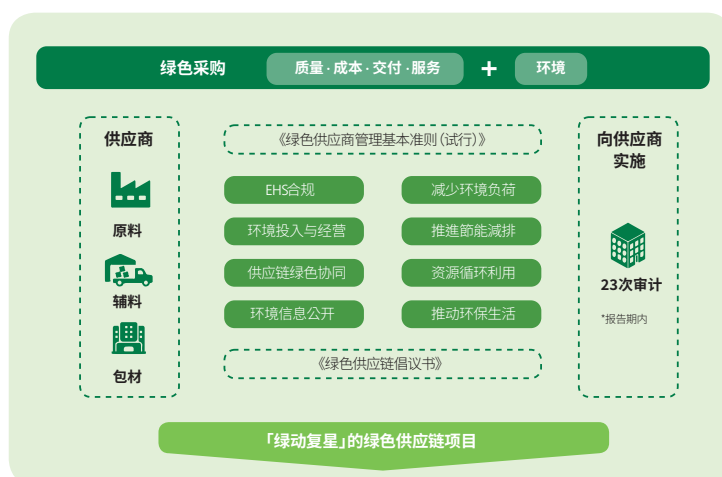 绿色采购 质量·成本·交付·服务 + 环境
供应商
原料
辅料
包材
《绿色供应商管理基本准则(试行)》
EHS合规 减少环境负荷
环境投入与经营 推進節能減排
供应链绿色协同 资源循环利用
环境信息公开 推动环保生活
《绿色供应链倡议书》
向供应商
实施
23次审计
*报告期内
「绿动复星」的绿色供应链项目